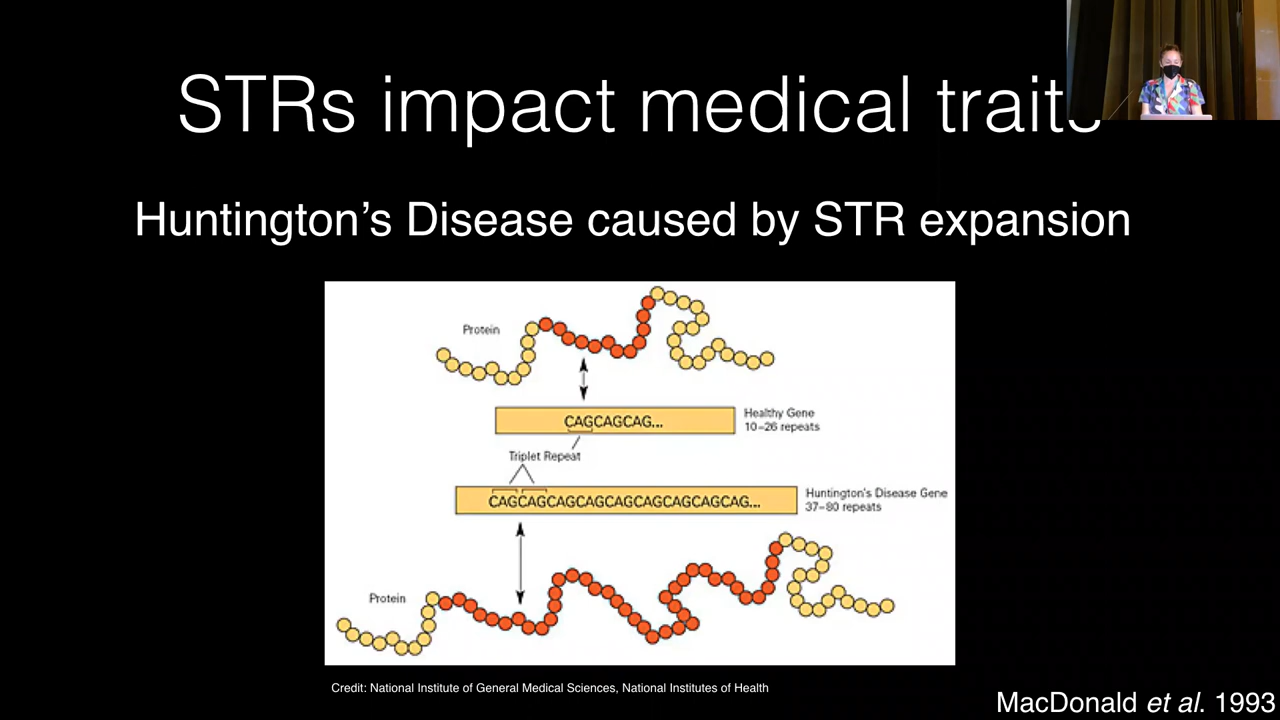 STRs impact medical traits
Huntington's Disease caused by STR expansion
Protein
CAGCAGCAG...
Healthy Gene
10–26 repeats
Triplet Repeat
CAGCAGCAGCAGCAGCAGCAGCAGCAG...
Huntington's Disease Gene
37–80 repeats
Protein
Credit: National Institute of General Medical Sciences, National Institutes of Health
MacDonald et al. 1993